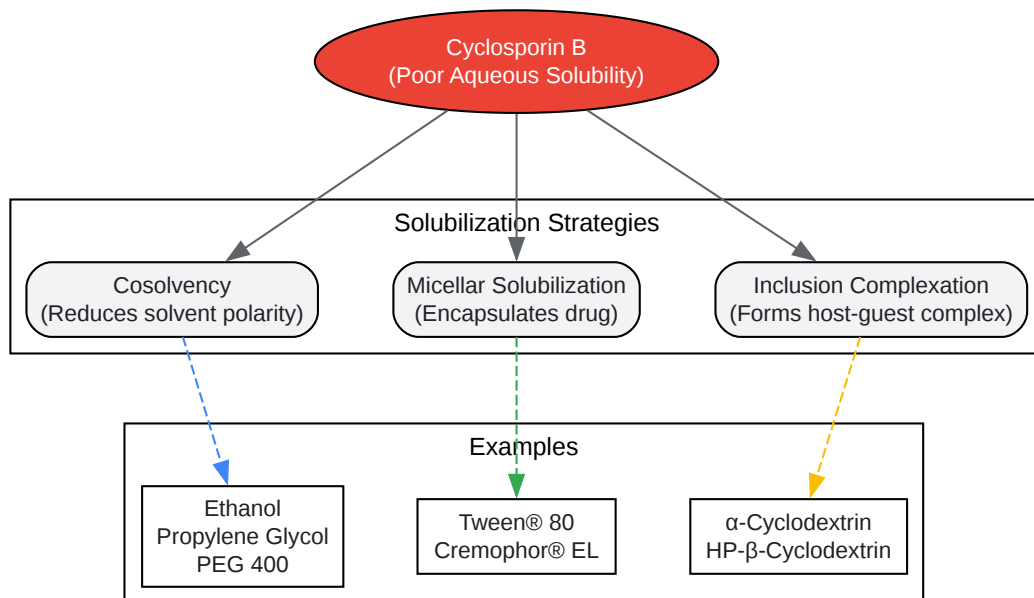 Cyclosporin B
(Poor Aqueous Solubility)
Solubilization Strategies
Cosolvency
(Reduces solvent polarity)
Micellar Solubilization
(Encapsulates drug)
Inclusion Complexation
(Forms host-guest complex)
Examples
Ethanol
Propylene Glycol
PEG 400
Tween® 80
Cremophor® EL
α-Cyclodextrin
HP-β-Cyclodextrin